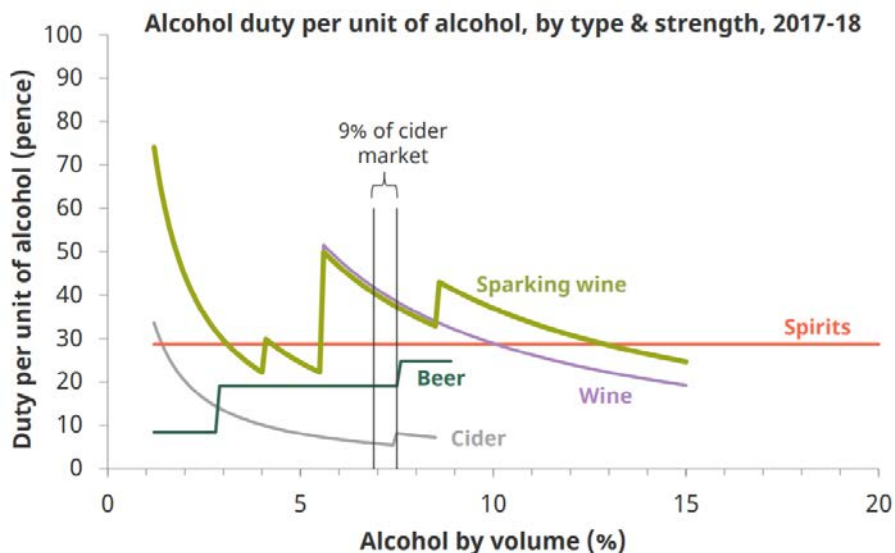 Alcohol duty per unit of alcohol, by type & strength, 2017-18
Duty per unit of alcohol (pence)
100
90
80
70
60
50
40
30
20
10
0
9% of cider
market
Sparking wine
Spirits
Beer
Wine
Cider
0
5
10
15
20
Alcohol by volume (%)